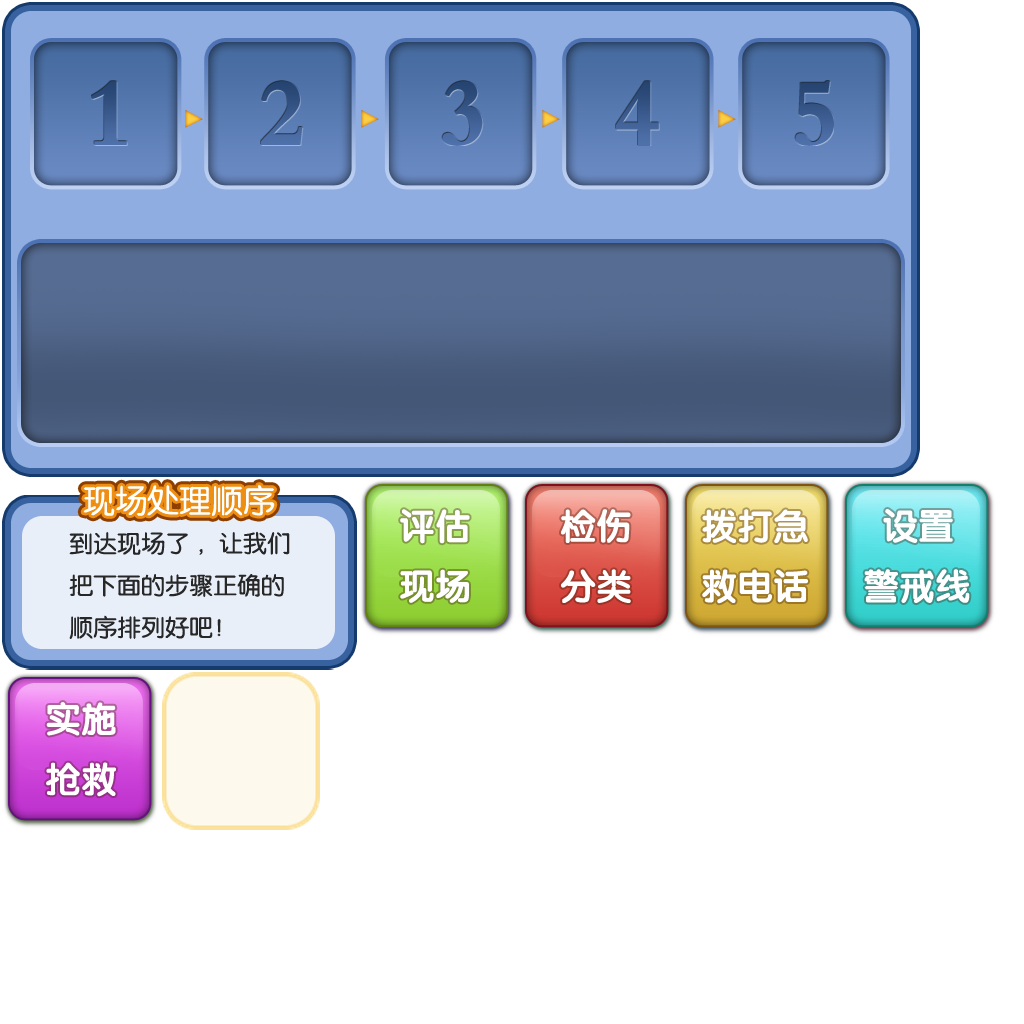 1 2 3 4 5
现场处理顺序
到达现场了，让我们
把下面的步骤正确的
顺序排列好吧！
评估
现场
检伤
分类
拨打急
救电话
设置
警戒线
实施
抢救